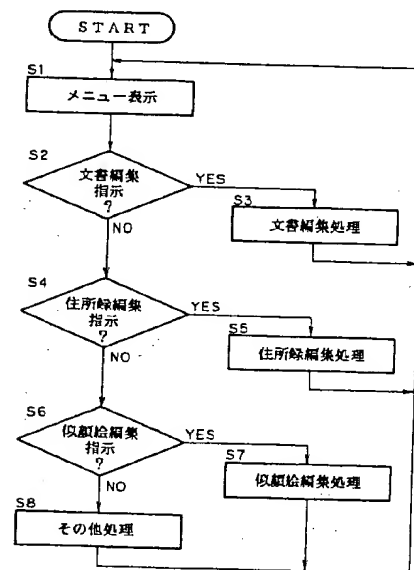 START
S1
メニュー表示
S2
文書編集
指示
?
YES
NO
S3
文書編集処理
S4
住所録編集
指示
?
YES
NO
S5
住所録編集処理
S6
似顔絵編集
指示
?
YES
NO
S7
似顔絵編集処理
S8
その他処理